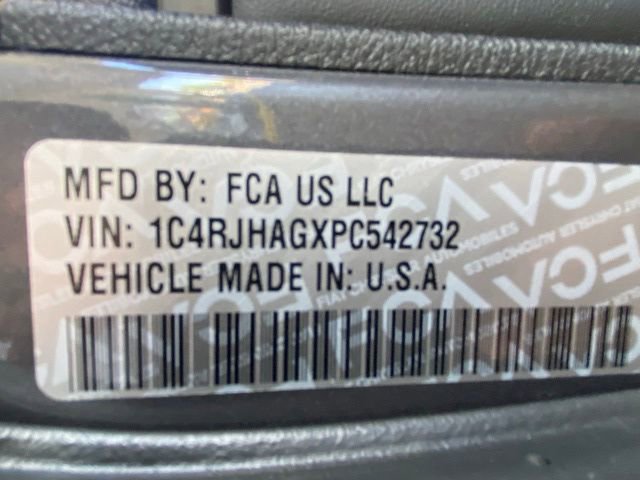 MFD BY: FCA US LLC
VIN: 1C4RJHAGXPC542732
VEHICLE MADE IN: U.S.A.